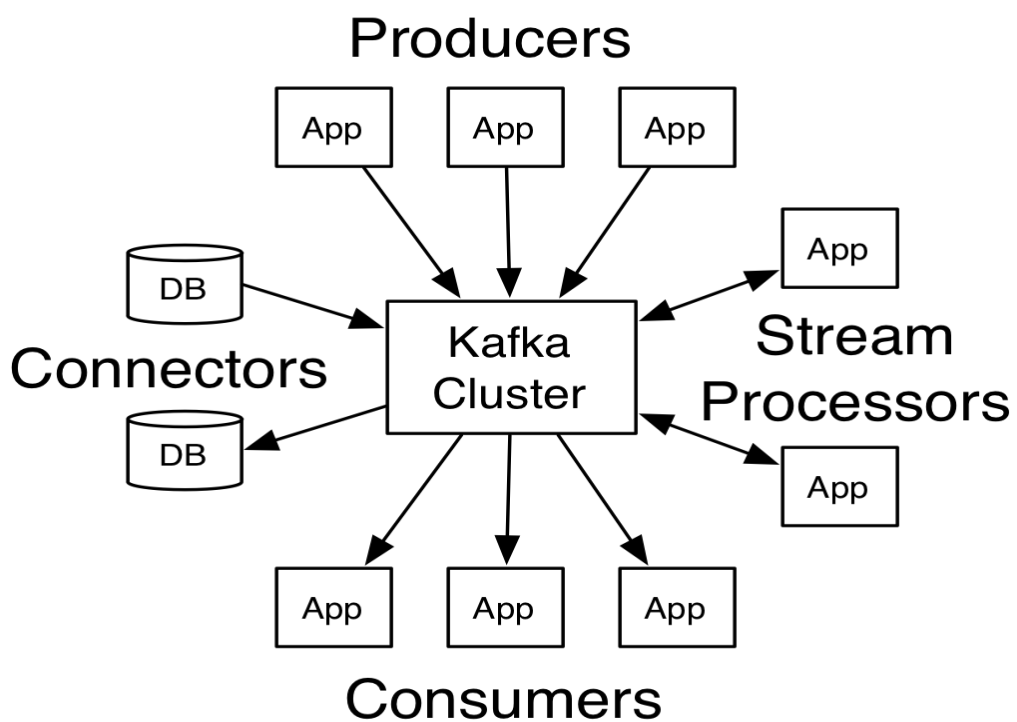 Producers
App
App
App
App
DB
Kafka
Cluster
Stream
Processors
Connectors
DB
App
App
App
App
Consumers